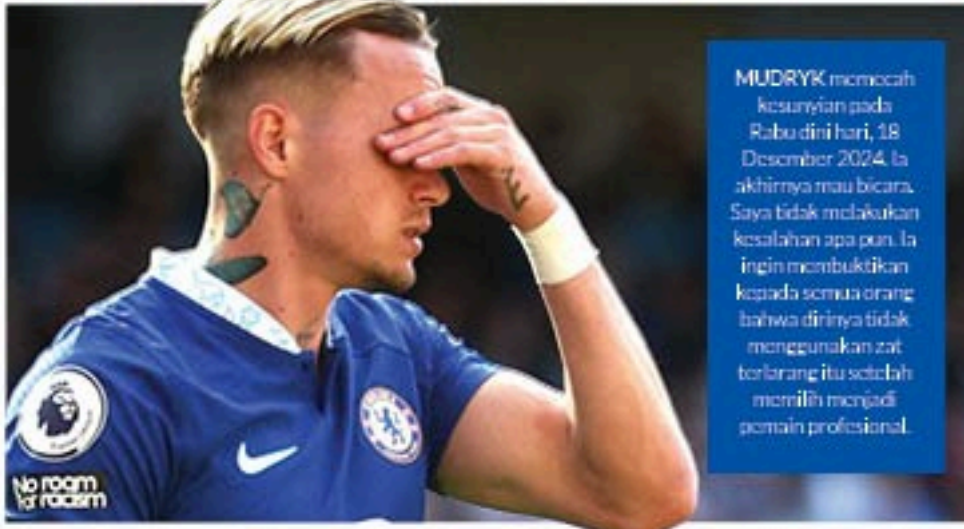 MUDRYK memecah
kesunyian pada
Rabu dini hari, 18
Desember 2024. Ia
akhirnya mau bicara.
Saya tidak melakukan
kesalahan apa pun. Ia
ingin membuktikan
kepada semua orang
bahwa dirinya tidak
menggunakan zat
terlarang itu setelah
memilih menjadi
pemain profesional.
No room
for racism